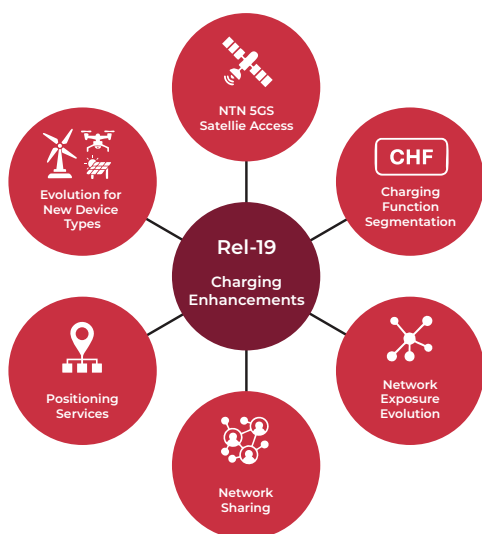 NTN 5GS
Satellie Access
CHF
Charging
Function
Segmentation
Evolution for
New Device
Types
Rel-19
Charging
Enhancements
Positioning
Services
Network
Exposure
Evolution
Network
Sharing